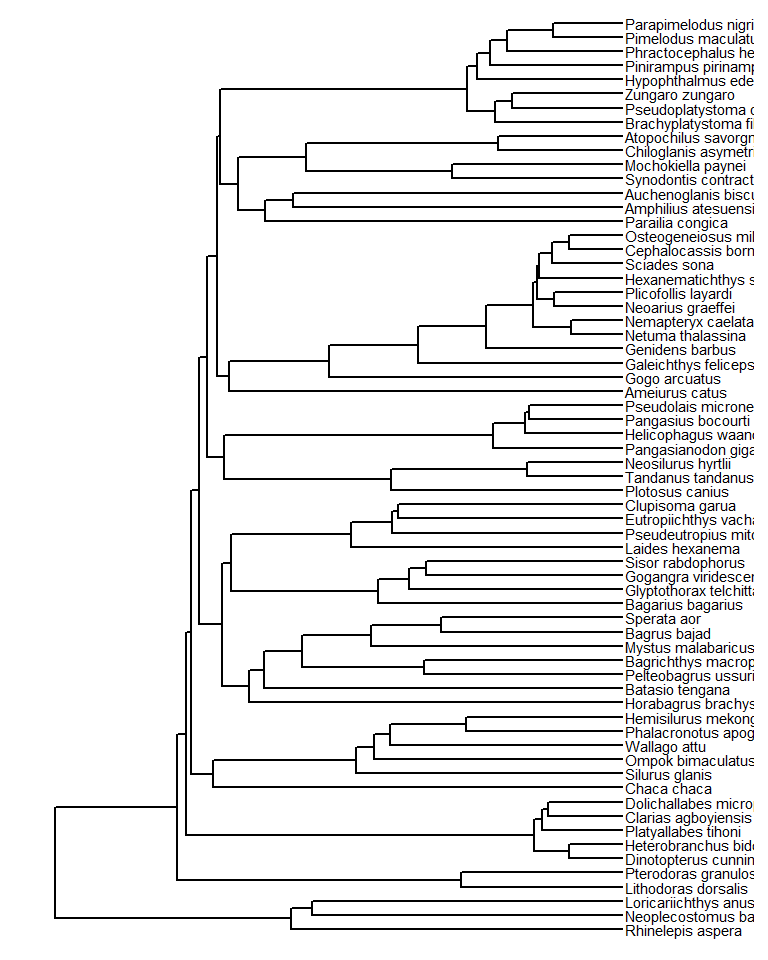 Parapimelodus nigri
Pimelodus maculatu
Phractocephalus he
Pinirampus pirinamp
Hypophthalmus ede
Zungaro zungaro
Pseudoplatystoma c
Brachyplatystoma fi
Atopochilus savorgn
Chiloglanis asymetri
Mochokiella paynei
Synodontis contract
Auchenoglanis biscu
Amphilius atesuensi
Parailia congica
Osteogeneiosus mil
Cephalocassis born
Sciades sona
Hexanematichthys s
Plicofollis layardi
Neoarius graeffei
Nemapteryx caelata
Netuma thalassina
Genidens barbus
Galeichthys feliceps
Gogo arcuatus
Ameiurus catus
Pseudolais microne
Pangasius bocourti
Helicophagus waand
Pangasianodon giga
Neosilurus hyrtlii
Tandanus tandanus
Plotosus canius
Clupisoma garua
Eutropiichthys vacha
Pseudeutropius mito
Laides hexanema
Sisor rabdophorus
Gogangra viridescen
Glyptothorax telchitta
Bagarius bagarius
Sperata aor
Bagrus bajad
Mystus malabaricus
Bagrichthys macrop
Pelteobagrus ussuri
Batasio tengana
Horabagrus brachys
Hemisilurus mekong
Phalacronotus apog
Wallago attu
Ompok bimaculatus
Silurus glanis
Chaca chaca
Dolichallabes micro
Clarias agboyiensis
Platyallabes tihoni
Heterobranchus bido
Dinotopterus cunnin
Pterodoras granulos
Lithodoras dorsalis
Loricariichthys anus
Neoplecostomus ba
Rhinelepis aspera